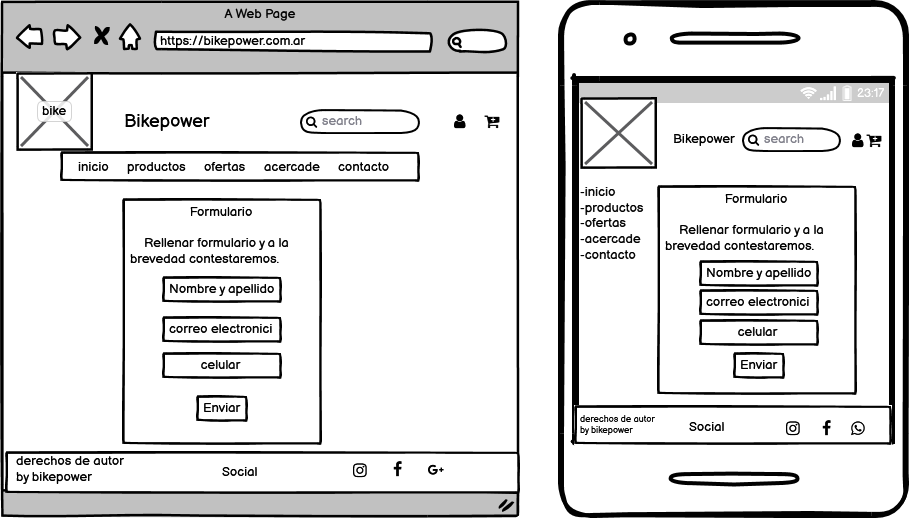 A Web Page
https://bikepower.com.ar
bike
Bikepower
search
inicio productos ofertas acercade contacto
Formulario
Rellenar formulario y a la
brevedad contestaremos.
Nombre y apellido
correo electronici
celular
Enviar
derechos de autor
by bikepower
Social
G+
23:17
Bikepower
search
-inicio
-productos
-ofertas
-acercade
-contacto
Formulario
Rellenar formulario y a la
brevedad contestaremos.
Nombre y apellido
correo electronici
celular
Enviar
derechos de autor
by bikepower
Social